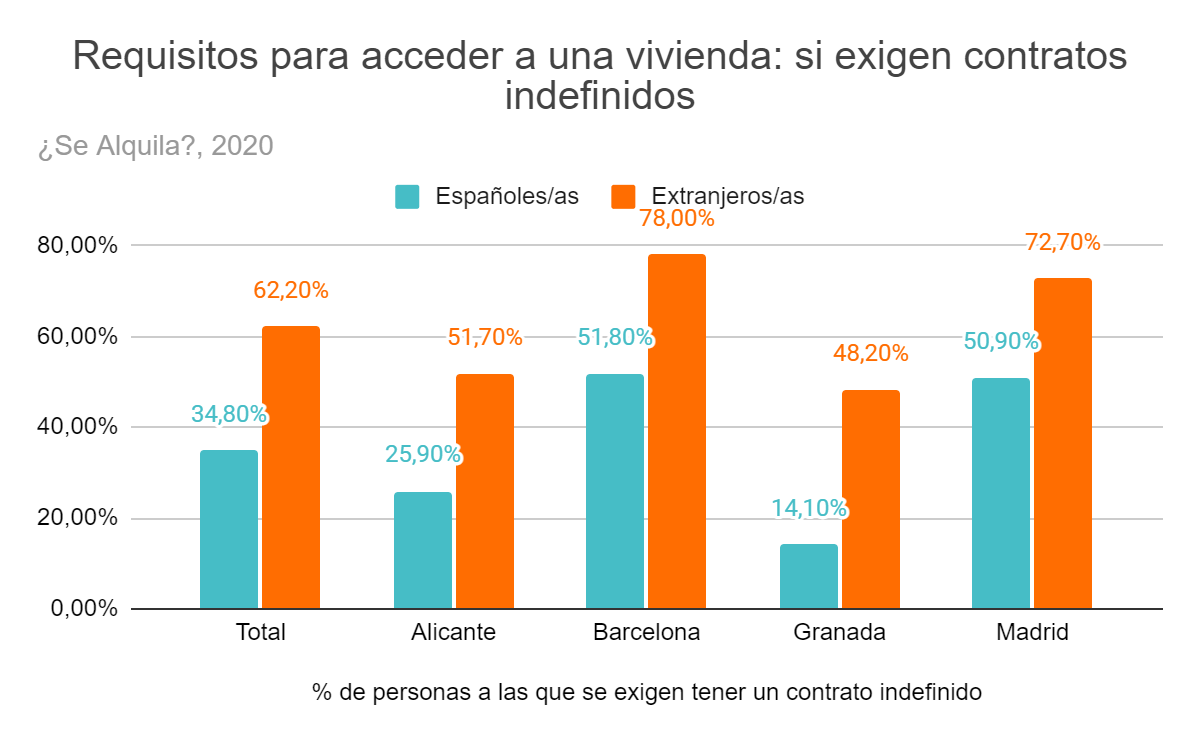 Requisitos para acceder a una vivienda: si exigen contratos
indefinidos
¿Se Alquila?, 2020
Españoles/as
Extranjeros/as
80,00%
60,00%
40,00%
20,00%
0,00%
34,80%
62,20%
25,90%
51,70%
51,80%
78,00%
14,10%
48,20%
50,90%
72,70%
Total
Alicante
Barcelona
Granada
Madrid
% de personas a las que se exigen tener un contrato indefinido